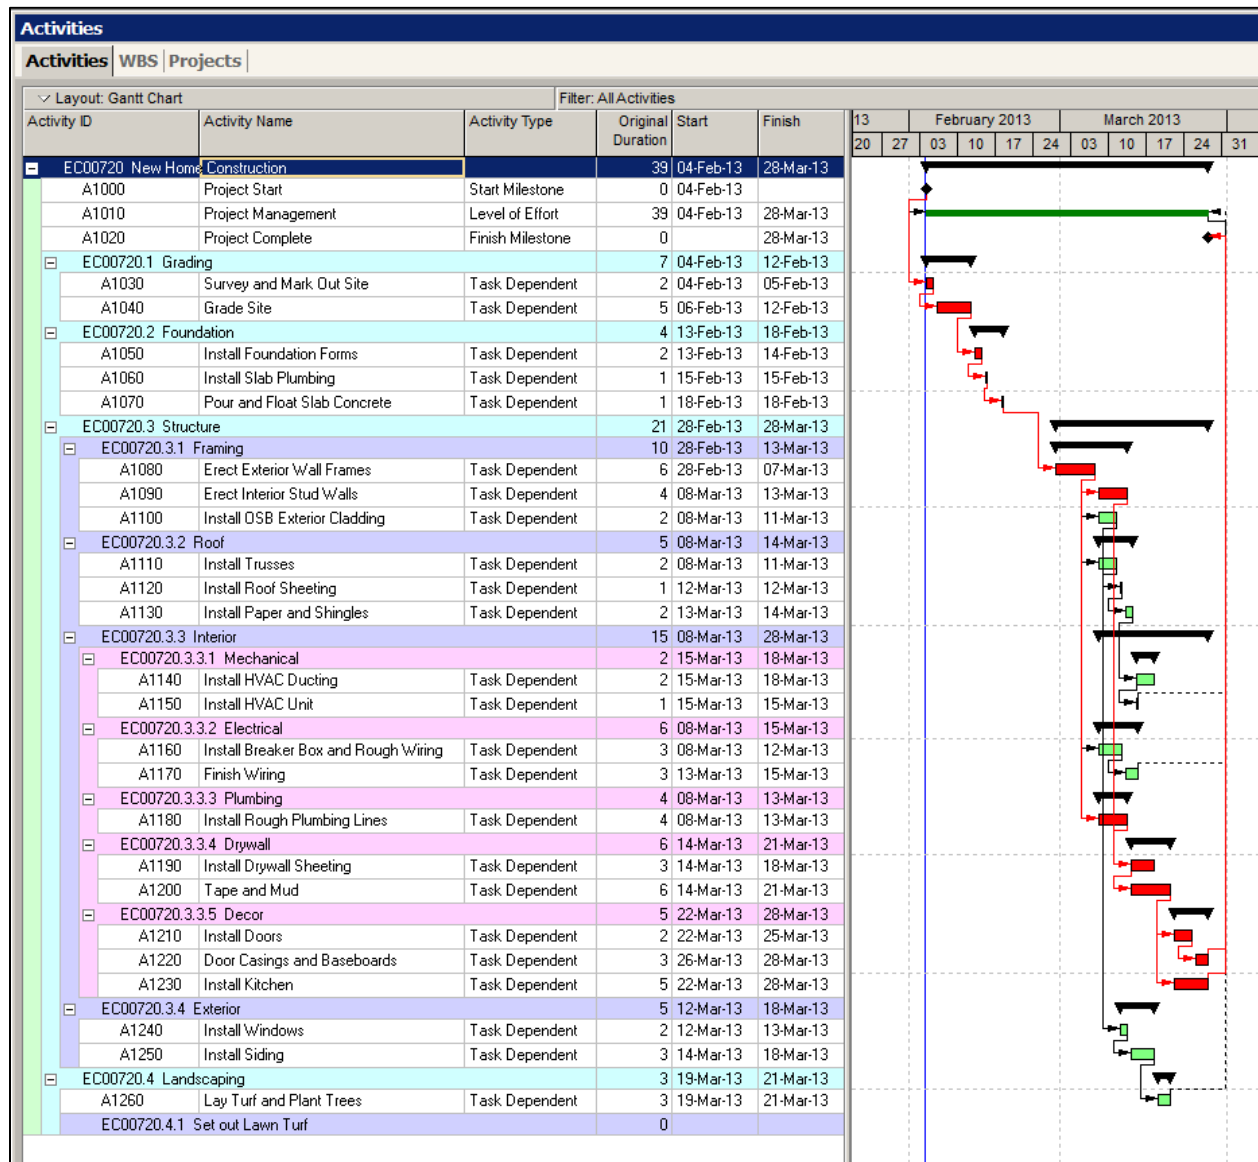 Activities
Activities WBS Projects
Layout: Gantt Chart Filter: All Activities
Activity ID Activity Name Activity Type Original Duration Start Finish 13 February 2013 March 2013
20 27 03 10 17 24 03 10 17 24 31
EC00720 New Home Construction 39 04-Feb-13 28-Mar-13
A1000 Project Start Start Milestone 0 04-Feb-13
A1010 Project Management Level of Effort 39 04-Feb-13 28-Mar-13
A1020 Project Complete Finish Milestone 0 28-Mar-13
EC00720.1 Grading 7 04-Feb-13 12-Feb-13
A1030 Survey and Mark Out Site Task Dependent 2 04-Feb-13 05-Feb-13
A1040 Grade Site Task Dependent 5 06-Feb-13 12-Feb-13
EC00720.2 Foundation 4 13-Feb-13 18-Feb-13
A1050 Install Foundation Forms Task Dependent 2 13-Feb-13 14-Feb-13
A1060 Install Slab Plumbing Task Dependent 1 15-Feb-13 15-Feb-13
A1070 Pour and Float Slab Concrete Task Dependent 1 18-Feb-13 18-Feb-13
EC00720.3 Structure 21 28-Feb-13 28-Mar-13
EC00720.3.1 Framing 10 28-Feb-13 13-Mar-13
A1080 Erect Exterior Wall Frames Task Dependent 6 28-Feb-13 07-Mar-13
A1090 Erect Interior Stud Walls Task Dependent 4 08-Mar-13 13-Mar-13
A1100 Install OSB Exterior Cladding Task Dependent 2 08-Mar-13 11-Mar-13
EC00720.3.2 Roof 5 08-Mar-13 14-Mar-13
A1110 Install Trusses Task Dependent 2 08-Mar-13 11-Mar-13
A1120 Install Roof Sheeting Task Dependent 1 12-Mar-13 12-Mar-13
A1130 Install Paper and Shingles Task Dependent 2 13-Mar-13 14-Mar-13
EC00720.3.3 Interior 15 08-Mar-13 28-Mar-13
EC00720.3.3.1 Mechanical 2 15-Mar-13 18-Mar-13
A1140 Install HVAC Ducting Task Dependent 2 15-Mar-13 18-Mar-13
A1150 Install HVAC Unit Task Dependent 1 15-Mar-13 15-Mar-13
EC00720.3.3.2 Electrical 6 08-Mar-13 15-Mar-13
A1160 Install Breaker Box and Rough Wiring Task Dependent 3 08-Mar-13 12-Mar-13
A1170 Finish Wiring Task Dependent 3 13-Mar-13 15-Mar-13
EC00720.3.3.3 Plumbing 4 08-Mar-13 13-Mar-13
A1180 Install Rough Plumbing Lines Task Dependent 4 08-Mar-13 13-Mar-13
EC00720.3.3.4 Drywall 6 14-Mar-13 21-Mar-13
A1190 Install Drywall Sheeting Task Dependent 3 14-Mar-13 18-Mar-13
A1200 Tape and Mud Task Dependent 6 14-Mar-13 21-Mar-13
EC00720.3.3.5 Decor 5 22-Mar-13 28-Mar-13
A1210 Install Doors Task Dependent 2 22-Mar-13 25-Mar-13
A1220 Door Casings and Baseboards Task Dependent 3 26-Mar-13 28-Mar-13
A1230 Install Kitchen Task Dependent 5 22-Mar-13 28-Mar-13
EC00720.3.4 Exterior 5 12-Mar-13 18-Mar-13
A1240 Install Windows Task Dependent 2 12-Mar-13 13-Mar-13
A1250 Install Siding Task Dependent 3 14-Mar-13 18-Mar-13
EC00720.4 Landscaping 3 19-Mar-13 21-Mar-13
A1260 Lay Turf and Plant Trees Task Dependent 3 19-Mar-13 21-Mar-13
EC00720.4.1 Set out Lawn Turf 0